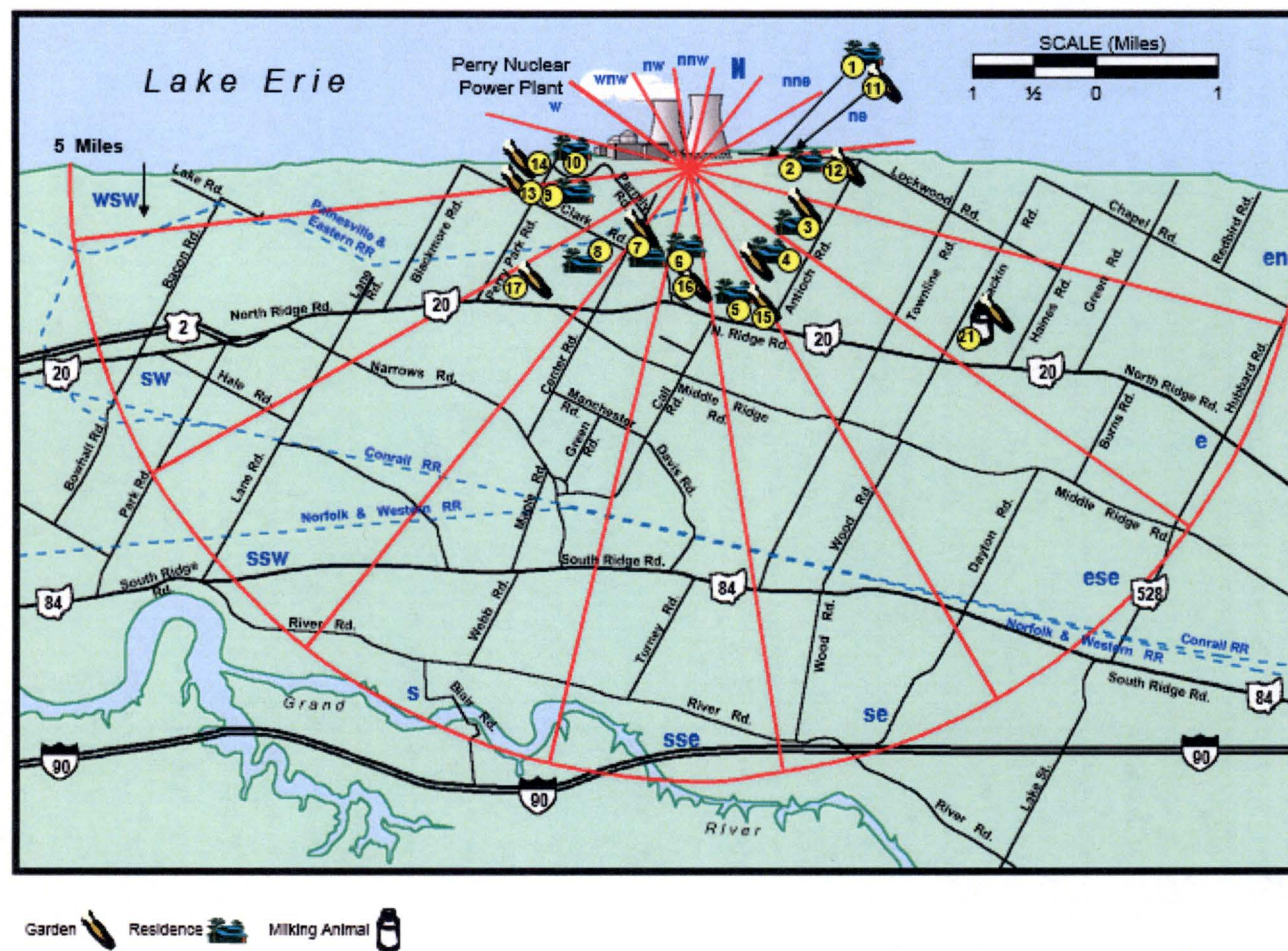 Lake Erie
Perry Nuclear
Power Plant
w
wnw
nw
nnw
N
nne
ne
1
11
SCALE (Miles)
1
½
0
1
5 Miles
wsw
Lake Rd.
Painesville &
Eastern RR
Bacon Rd.
Lane
Rd.
Blackmore Rd.
Perry Park Rd.
Clark
Rd.
14
10
13
9
8
7
6
17
16
5
15
4
3
2
12
Antioch Rd.
Lockwood
Rd.
Townline Rd.
Rd.
21
Haines Rd.
Green Rd.
Chapel Rd.
Redbird Rd.
en
Hubbard Rd.
2
20
North Ridge Rd.
20
N. Ridge Rd.
20
20
North Ridge Rd.
sw
Hale Rd.
Narrows Rd.
Center Rd.
Manchester
Rd.
Green
Rd.
Call
Rd.
Middle Ridge
Rd.
Davis Rd.
Burns Rd.
e
Bowhall Rd.
Park Rd.
Lane Rd.
Conrail RR
Norfolk & Western RR
Maple Rd.
Wood Rd.
Dayton Rd.
Middle Ridge Rd.
ssw
South Ridge
Rd.
84
South Ridge Rd.
84
ese
528
Norfolk & Western RR
Conrail RR
South Ridge Rd.
84
River Rd.
Webb Rd.
Turney Rd.
Wood Rd.
s
Blair Rd.
Grand
River Rd.
sse
se
90
90
90
River
Lake St.
River Rd.
Garden
Residence
Milking Animal